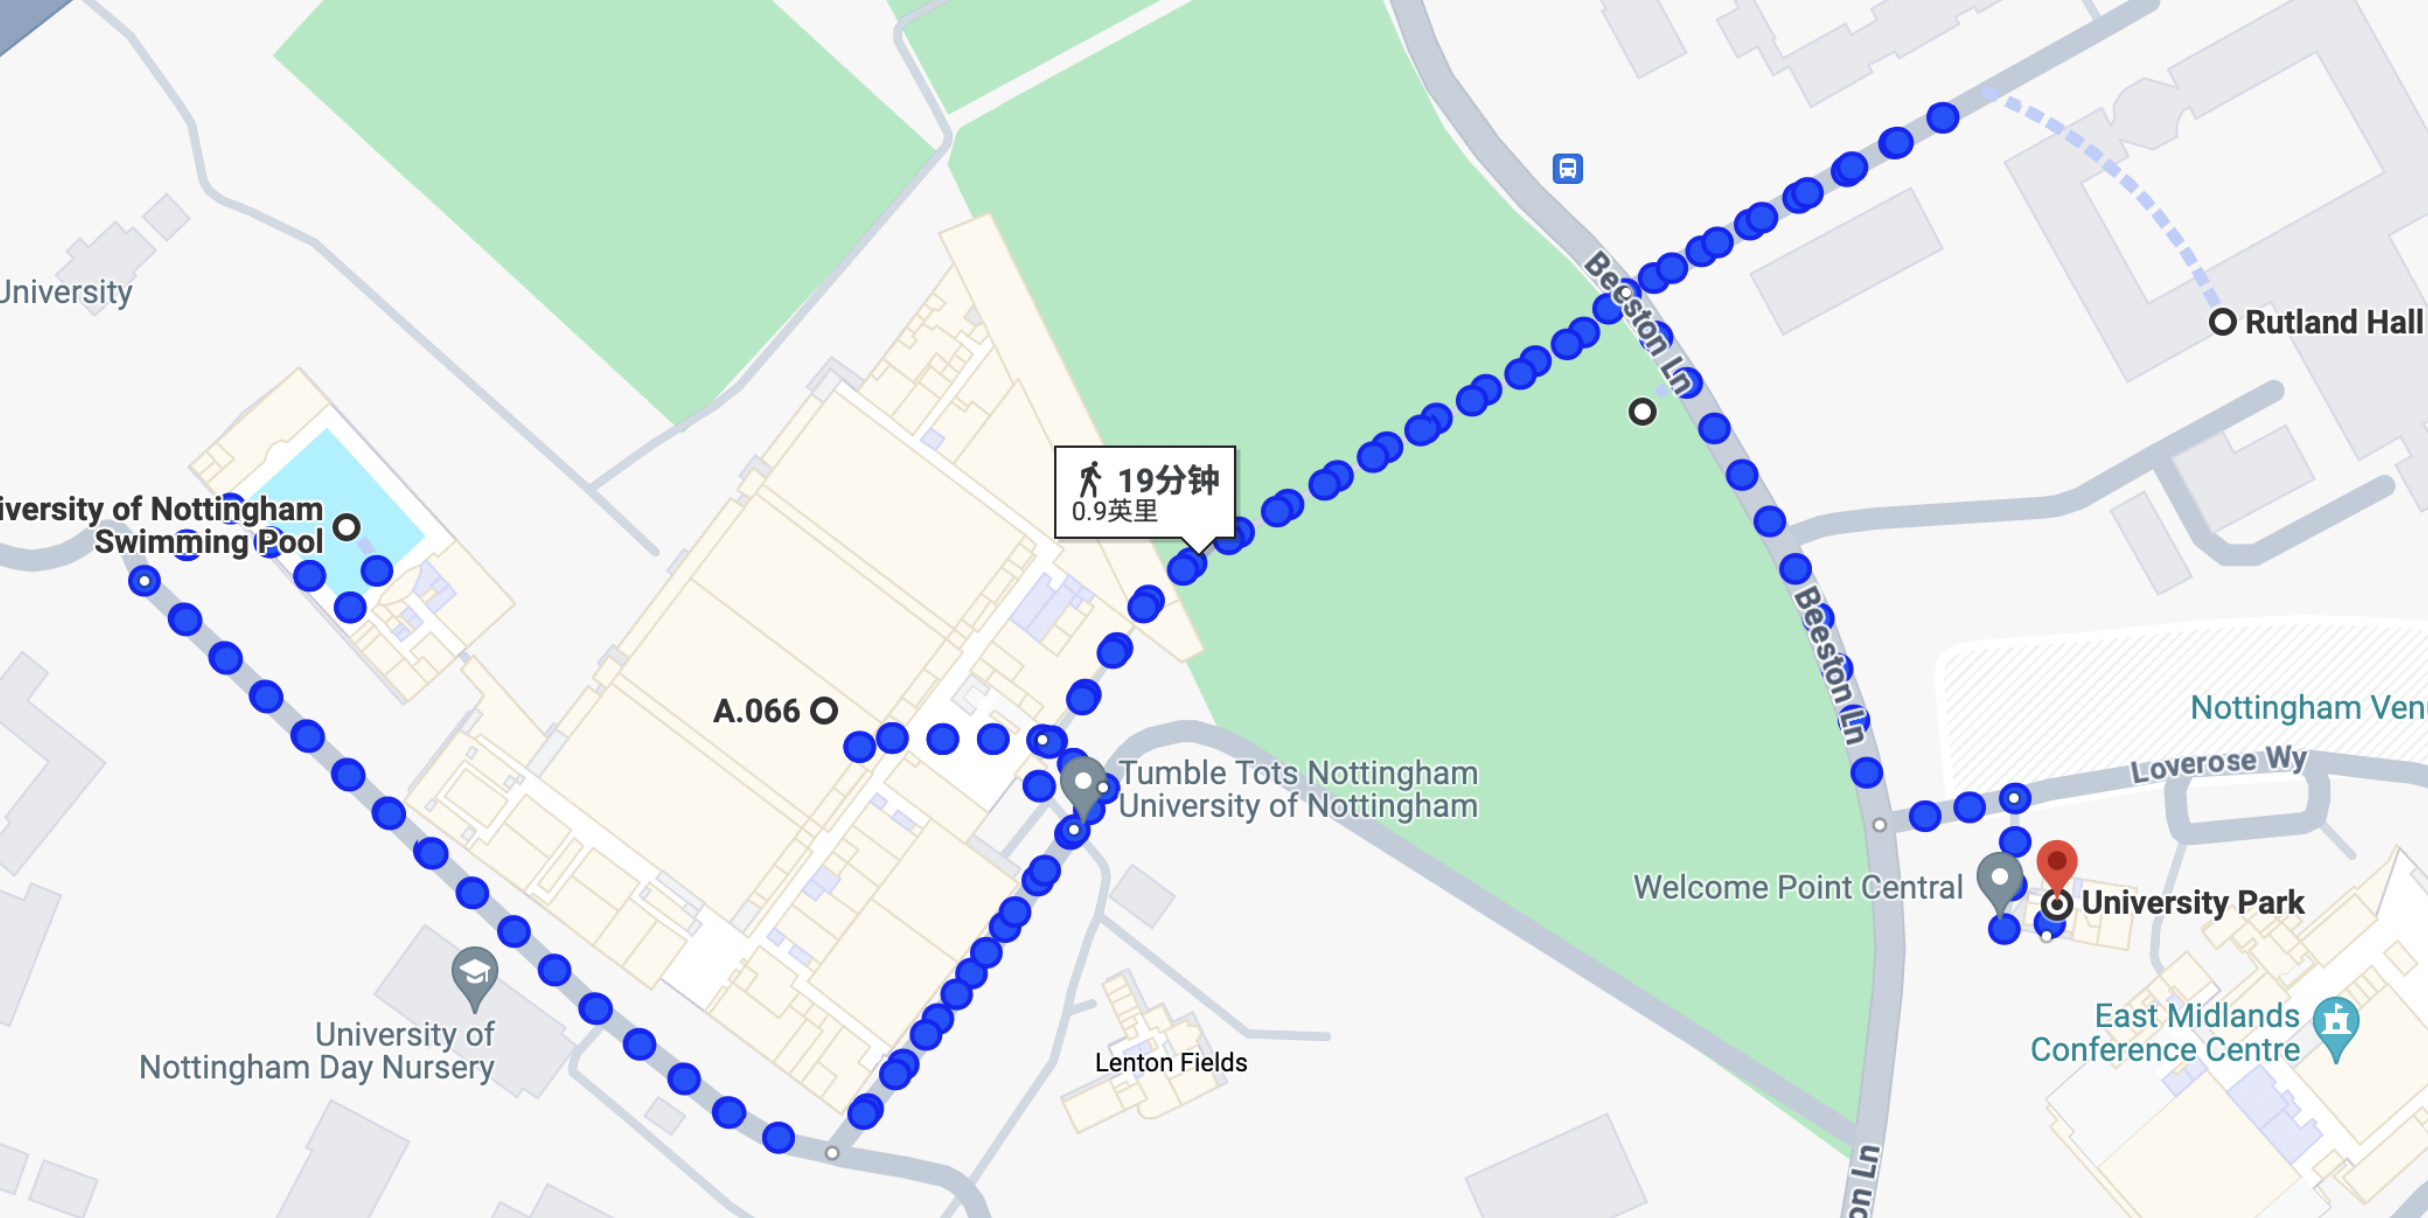 Beeston Ln
University
Rutland Hall
19分钟
0.9英里
iversity of Nottingham
Swimming Pool
A.066
Beeston Ln
Nottingham Ven
Loverose Wy
Tumble Tots Nottingham
University of Nottingham
Welcome Point Central
University Park
University of
Nottingham Day Nursery
Lenton Fields
East Midlands
Conference Centre
on Ln